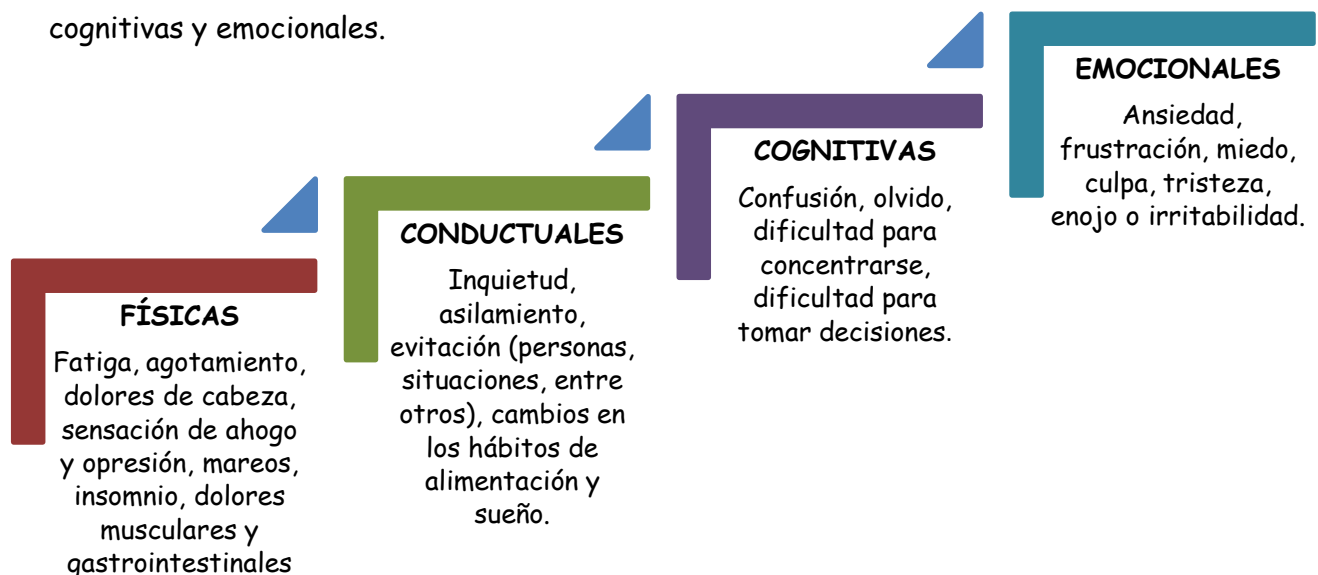 cognitivas y emocionales.
FÍSICAS
Fatiga, agotamiento,
dolores de cabeza,
sensación de ahogo
y opresión, mareos,
insomnio, dolores
musculares y
gastrointestinales
CONDUCTUALES
Inquietud,
asilamiento,
evitación (personas,
situaciones, entre
otros), cambios en
los hábitos de
alimentación y
sueño.
COGNITIVAS
Confusión, olvido,
dificultad para
concentrarse,
dificultad para
tomar decisiones.
EMOCIONALES
Ansiedad,
frustración, miedo,
culpa, tristeza,
enojo o irritabilidad.